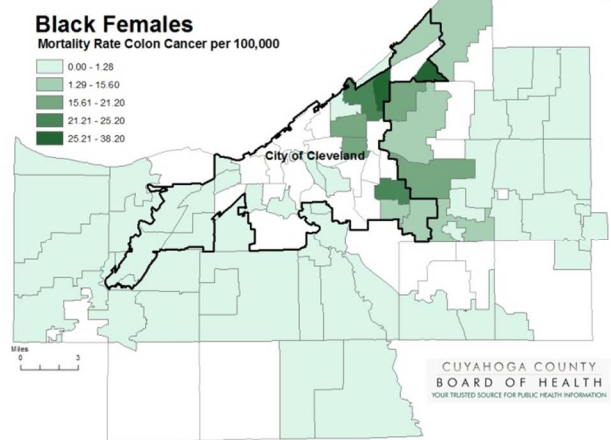 Black Females
Mortality Rate Colon Cancer per 100,000
0.00 - 1.28
1.29 - 15.60
15.61 - 21.20
21.21 - 25.20
25.21 - 38.20
City of Cleveland
Miles
0 3
CUYAHOGA COUNTY
BOARD OF HEALTH
YOUR TRUSTED SOURCE FOR PUBLIC HEALTH INFORMATION